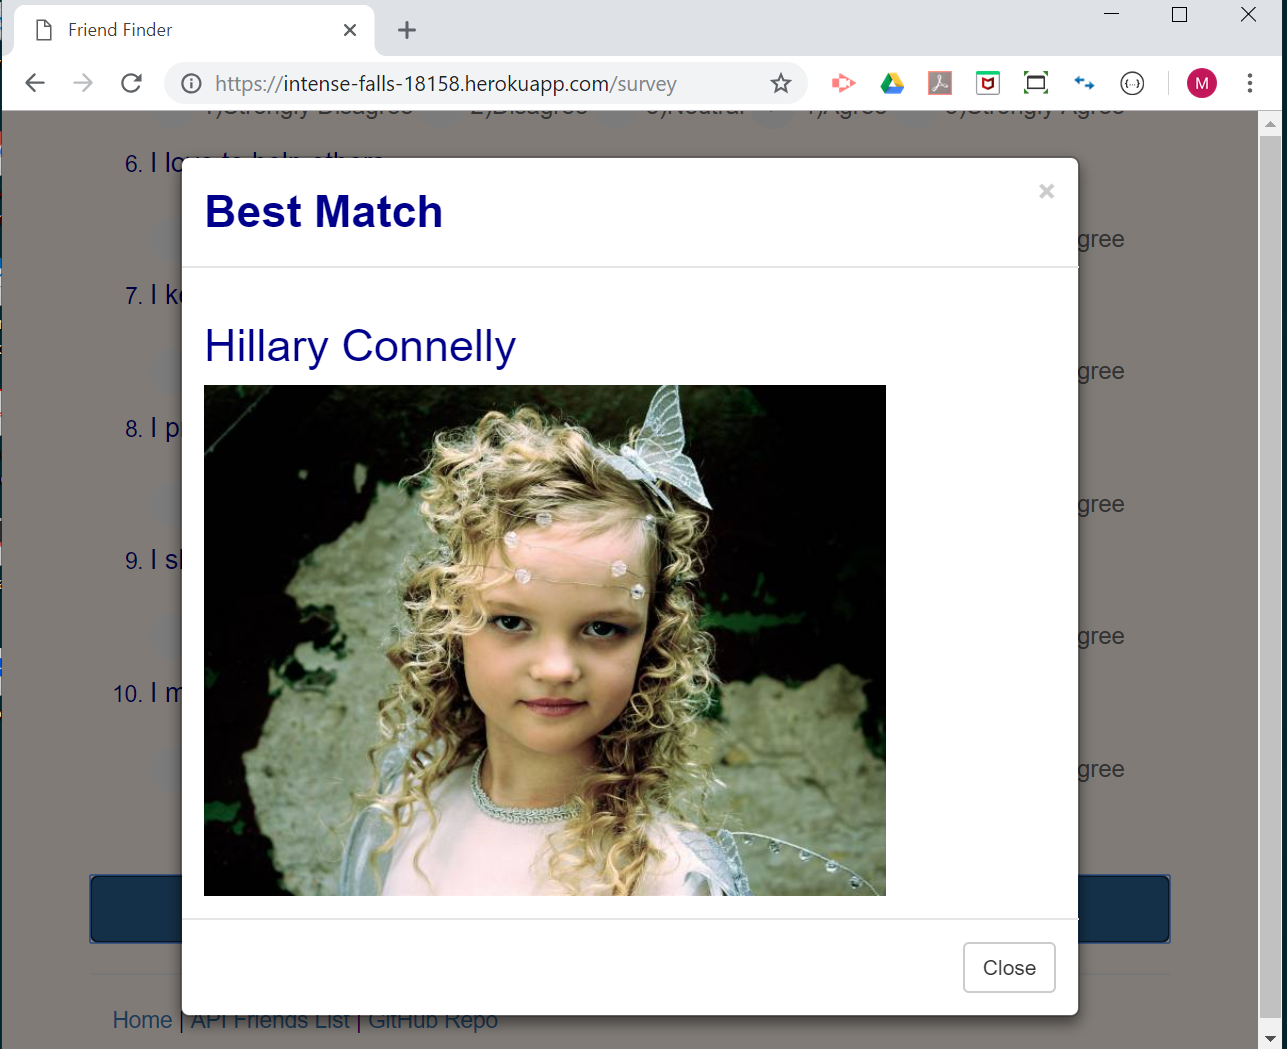 Friend Finder
https://intense-falls-18158.herokuapp.com/survey
M
1)Strongly Disagree 2)Disagree 3)Neutral 4)Agree 5)Strongly Agree
6. I love to help others
Best Match
×
gree
7. I k
Hillary Connelly
gree
8. I p
gree
9. I s
gree
10. I m
gree
Close
Home | API Friends List | GitHub Repo